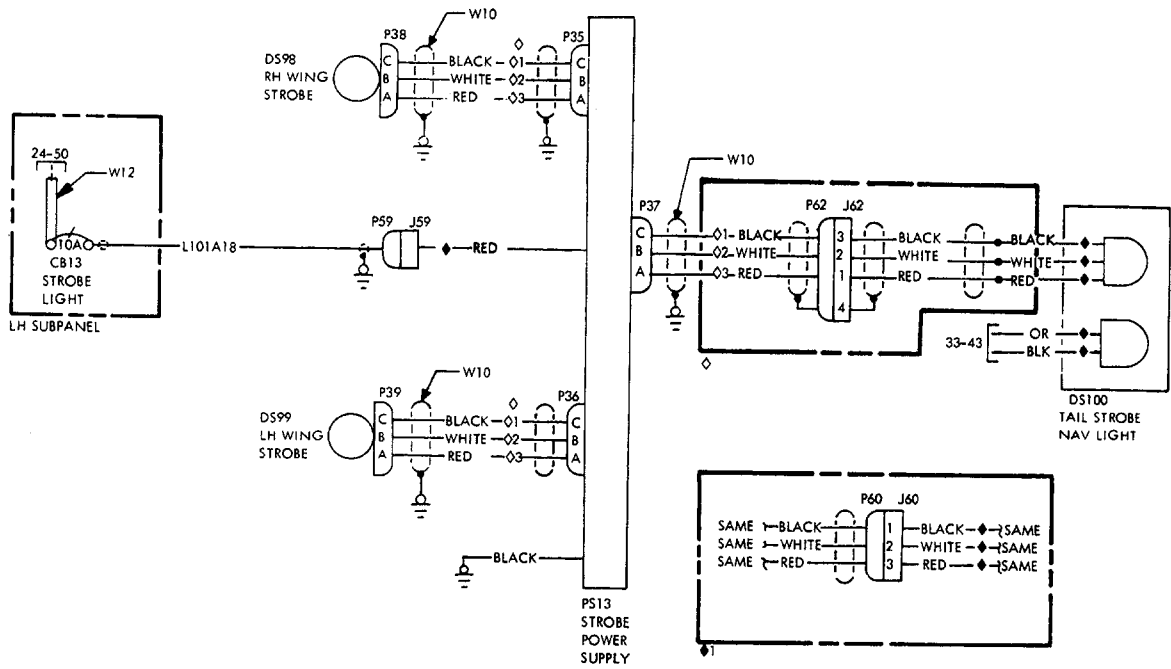 W10
P38
P35
DS98
RH WING
STROBE
C BLACK ◊1 C
B WHITE ◊2 B
A RED ◊3 A
24-50
W12
10A
CB13
STROBE
LIGHT
LH SUBPANEL
L101A18
P59 J59
RED
W10
P37
C ◊1 BLACK
B ◊2 WHITE
A ◊3 RED
P62 J62
3 BLACK BLACK
2 WHITE WHITE
1 RED RED
4
33-43
OR
BLK
DS100
TAIL STROBE
NAV LIGHT
W10
P39
P36
DS99
LH WING
STROBE
C BLACK ◊1 C
B WHITE ◊2 B
A RED ◊3 A
BLACK
PS13
STROBE
POWER
SUPPLY
P60 J60
SAME BLACK 1 BLACK SAME
SAME WHITE 2 WHITE SAME
SAME RED 3 RED SAME
◆1